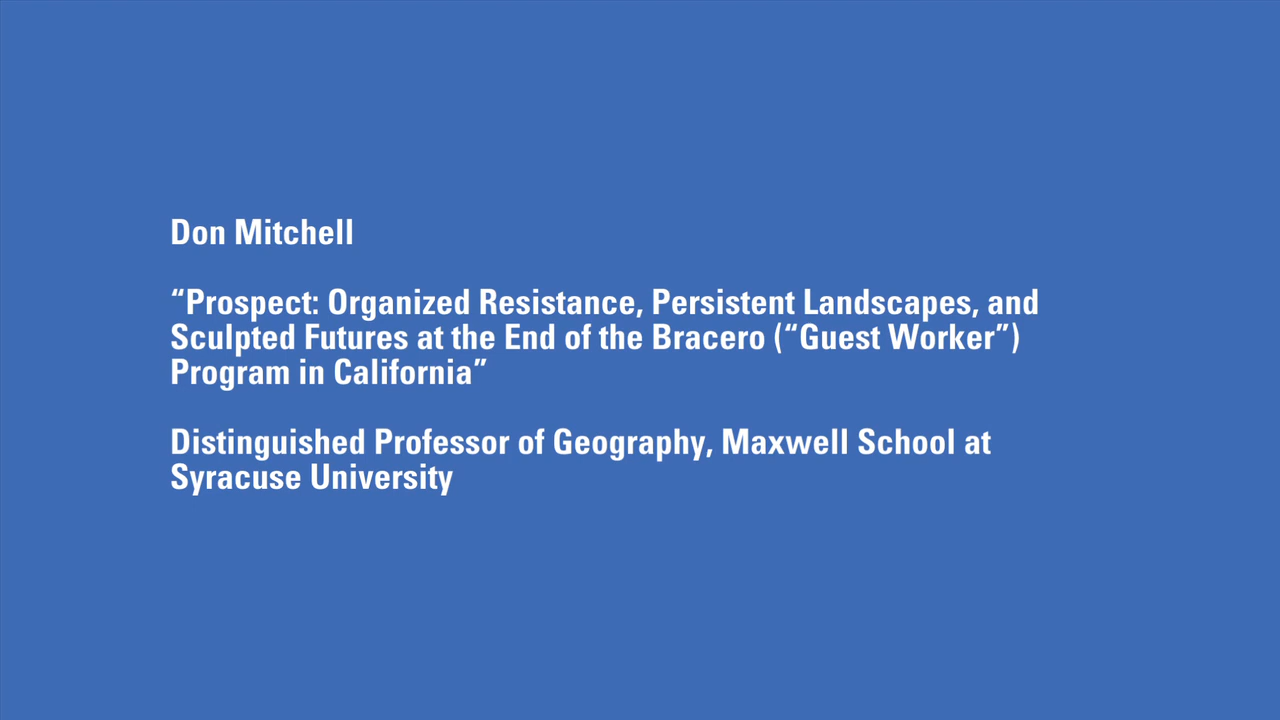 Don Mitchell
“Prospect: Organized Resistance, Persistent Landscapes, and
Sculpted Futures at the End of the Bracero (“Guest Worker”)
Program in California”
Distinguished Professor of Geography, Maxwell School at
Syracuse University